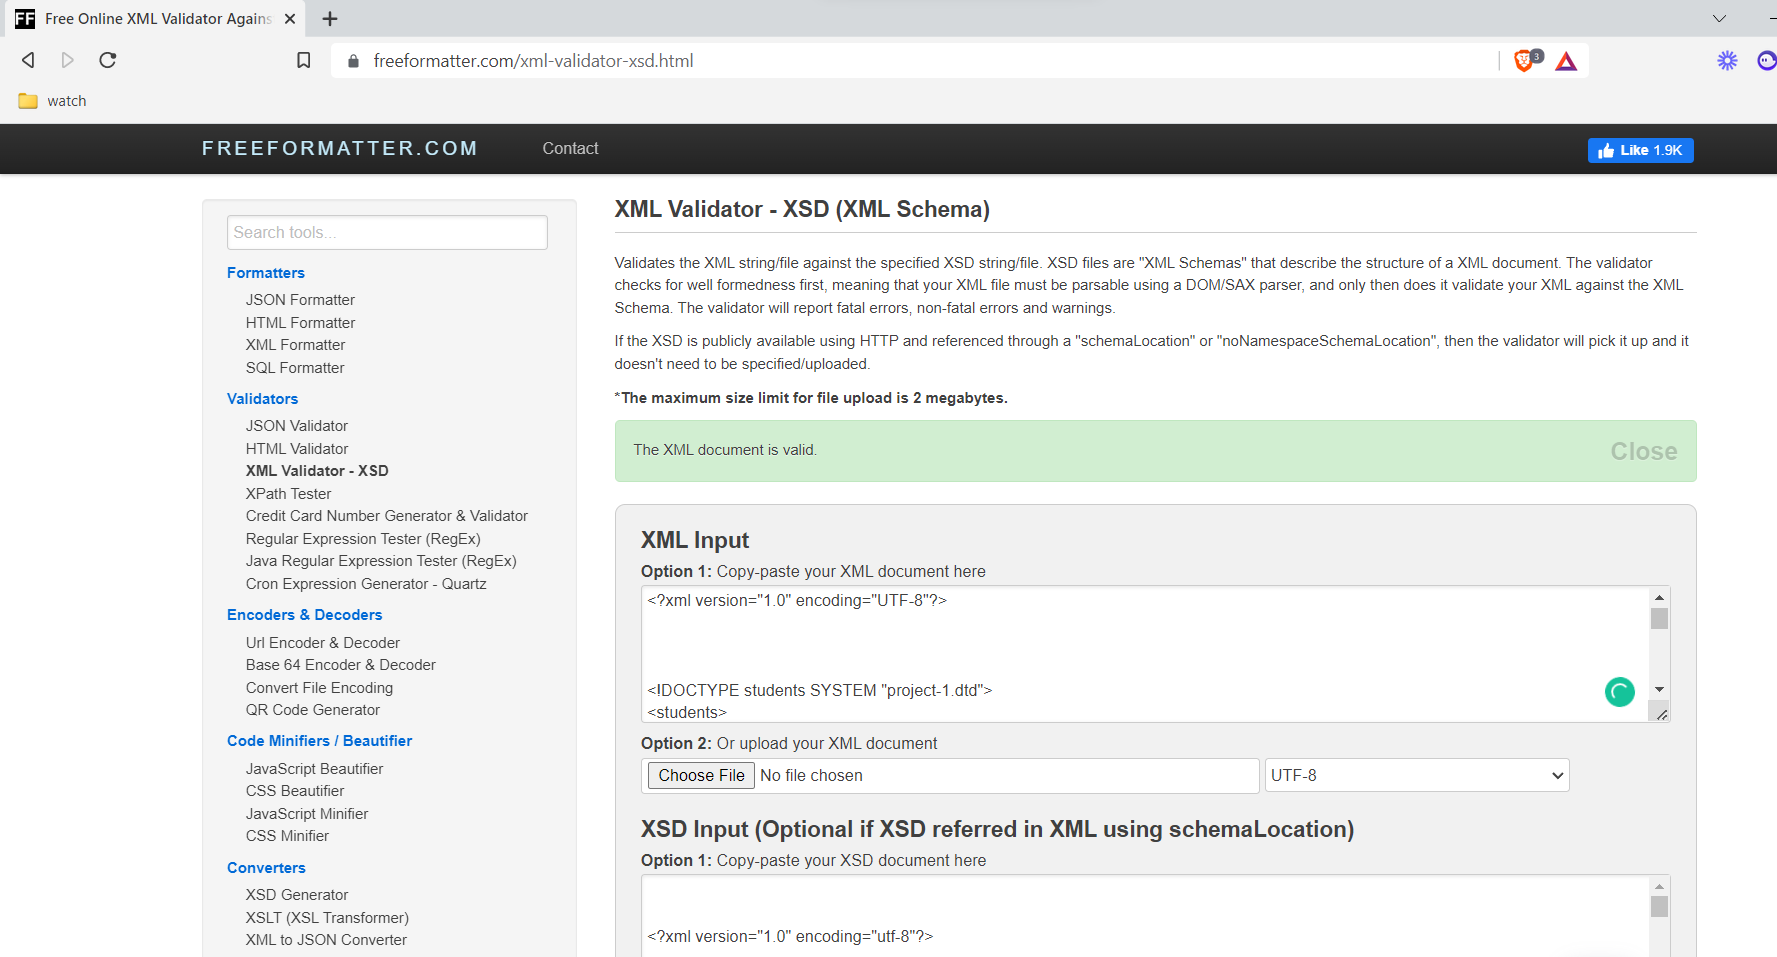 FF Free Online XML Validator Agains
freeformatter.com/xml-validator-xsd.html
3
watch
FREEFORMATTER.COM
Contact
Like 1.9K
Search tools...
Formatters
JSON Formatter
HTML Formatter
XML Formatter
SQL Formatter
Validators
JSON Validator
HTML Validator
XML Validator - XSD
XPath Tester
Credit Card Number Generator & Validator
Regular Expression Tester (RegEx)
Java Regular Expression Tester (RegEx)
Cron Expression Generator - Quartz
Encoders & Decoders
Url Encoder & Decoder
Base 64 Encoder & Decoder
Convert File Encoding
QR Code Generator
Code Minifiers / Beautifier
JavaScript Beautifier
CSS Beautifier
JavaScript Minifier
CSS Minifier
Converters
XSD Generator
XSLT (XSL Transformer)
XML to JSON Converter
XML Validator - XSD (XML Schema)
Validates the XML string/file against the specified XSD string/file. XSD files are "XML Schemas" that describe the structure of a XML document. The validator
checks for well formedness first, meaning that your XML file must be parsable using a DOM/SAX parser, and only then does it validate your XML against the XML
Schema. The validator will report fatal errors, non-fatal errors and warnings.
If the XSD is publicly available using HTTP and referenced through a "schemaLocation" or "noNamespaceSchemaLocation", then the validator will pick it up and it
doesn't need to be specified/uploaded.
*The maximum size limit for file upload is 2 megabytes.
The XML document is valid.
Close
XML Input
Option 1: Copy-paste your XML document here
<?xml version="1.0" encoding="UTF-8"?>
<!DOCTYPE students SYSTEM "project-1.dtd">
<students>
Option 2: Or upload your XML document
Choose File No file chosen
UTF-8
XSD Input (Optional if XSD referred in XML using schemaLocation)
Option 1: Copy-paste your XSD document here
<?xml version="1.0" encoding="utf-8"?>